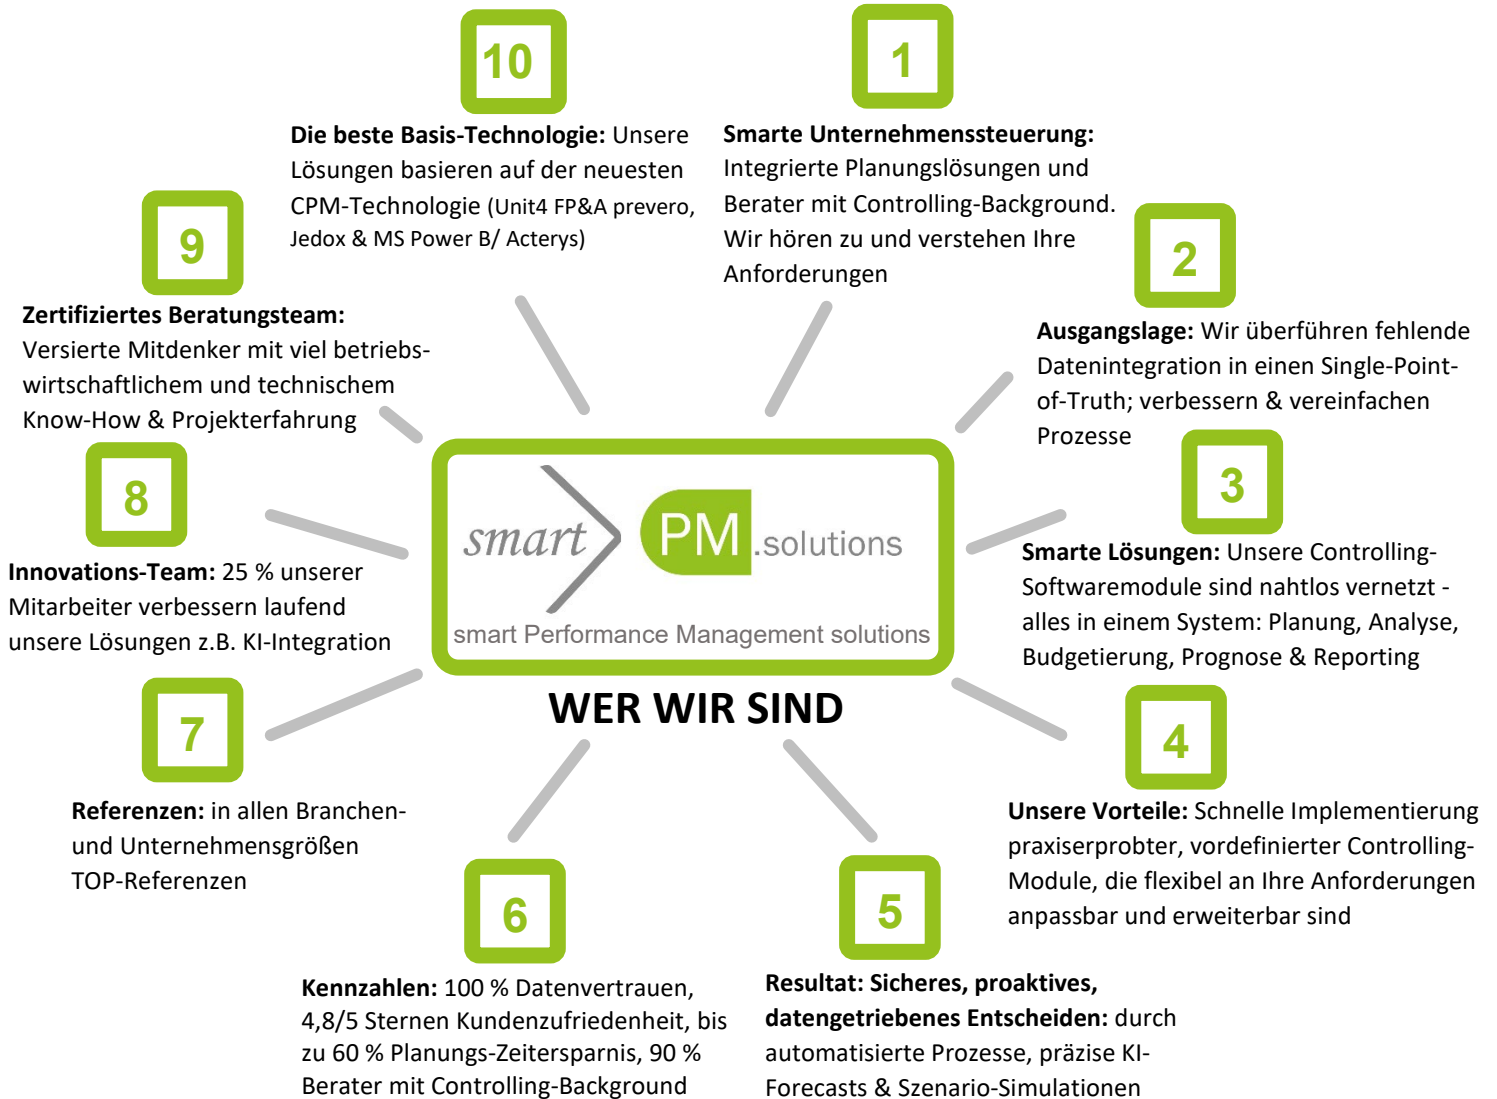 10
Die beste Basis-Technologie: Unsere
Lösungen basieren auf der neuesten
CPM-Technologie (Unit4 FP&A prevero,
Jedox & MS Power B/ Acterys)
1
Smarte Unternehmenssteuerung:
Integrierte Planungslösungen und
Berater mit Controlling-Background.
Wir hören zu und verstehen Ihre
Anforderungen
9
Zertifiziertes Beratungsteam:
Versierte Mitdenker mit viel betriebs-
wirtschaftlichem und technischem
Know-How & Projekterfahrung
2
Ausgangslage: Wir überführen fehlende
Datenintegration in einen Single-Point-
of-Truth; verbessern & vereinfachen
Prozesse
8
Innovations-Team: 25 % unserer
Mitarbeiter verbessern laufend
unsere Lösungen z.B. KI-Integration
smart PM.solutions
smart Performance Management solutions
WER WIR SIND
3
Smarte Lösungen: Unsere Controlling-
Softwaremodule sind nahtlos vernetzt -
alles in einem System: Planung, Analyse,
Budgetierung, Prognose & Reporting
7
Referenzen: in allen Branchen-
und Unternehmensgrößen
TOP-Referenzen
4
Unsere Vorteile: Schnelle Implementierung
praxiserprobter, vordefinierter Controlling-
Module, die flexibel an Ihre Anforderungen
anpassbar und erweiterbar sind
6
Kennzahlen: 100 % Datenvertrauen,
4,8/5 Sternen Kundenzufriedenheit, bis
zu 60 % Planungs-Zeitersparnis, 90 %
Berater mit Controlling-Background
5
Resultat: Sicheres, proaktives,
datengetriebenes Entscheiden: durch
automatisierte Prozesse, präzise KI-
Forecasts & Szenario-Simulationen